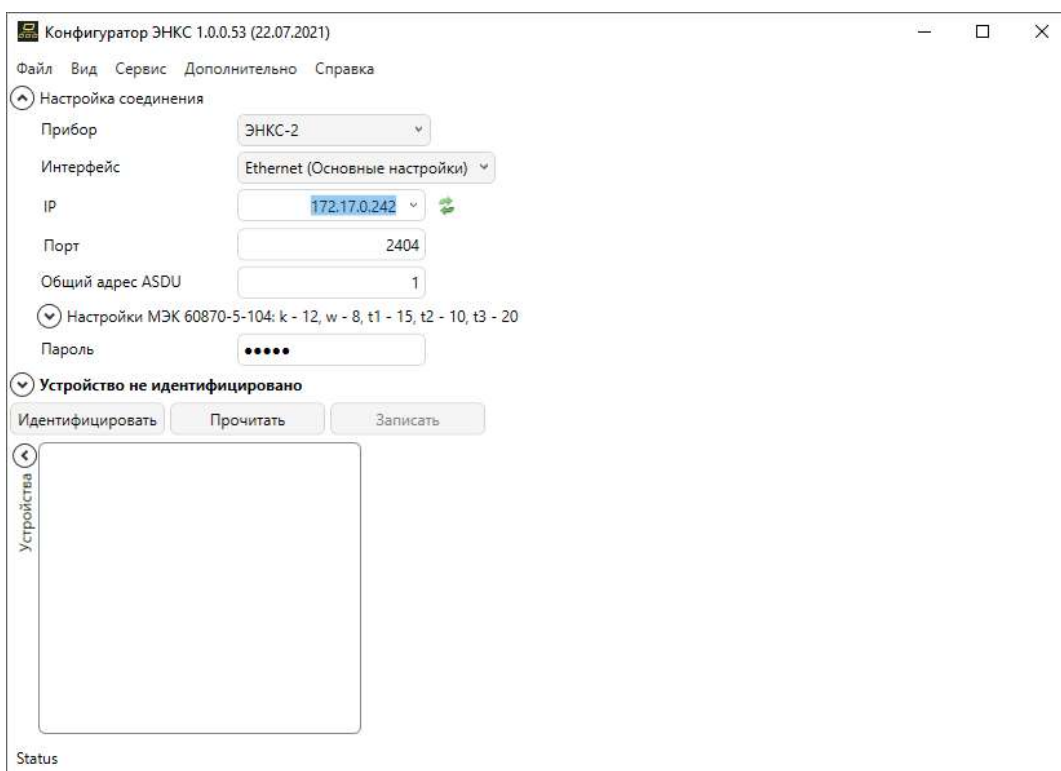 Конфигуратор ЭНКС 1.0.0.53 (22.07.2021)
Файл Вид Сервис Дополнительно Справка
Настройка соединения
Прибор ЭНКС-2
Интерфейс Ethernet (Основные настройки)
IP 172.17.0.242
Порт 2404
Общий адрес ASDU 1
Настройки МЭК 60870-5-104: k - 12, w - 8, t1 - 15, t2 - 10, t3 - 20
Пароль •••••
Устройство не идентифицировано
Идентифицировать Прочитать Записать
Устройства
Status